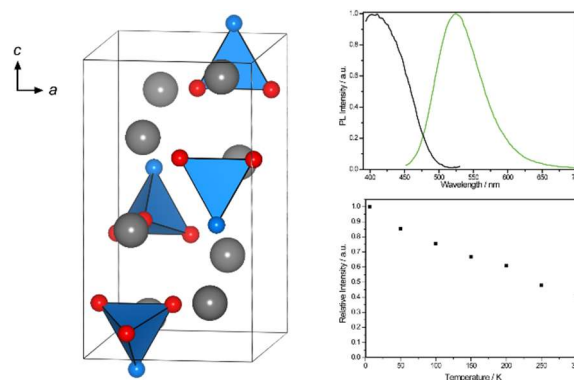 c
a
1.0
0.8
0.6
0.4
0.2
0.0
PL Intensity / a.u.
400 450 500 550 600 650
Wavelength / nm
1.0
0.9
0.8
0.7
0.6
0.5
0.4
0.3
0.2
0.1
0.0
Relative Intensity / a.u.
0 50 100 150 200 250
Temperature / K